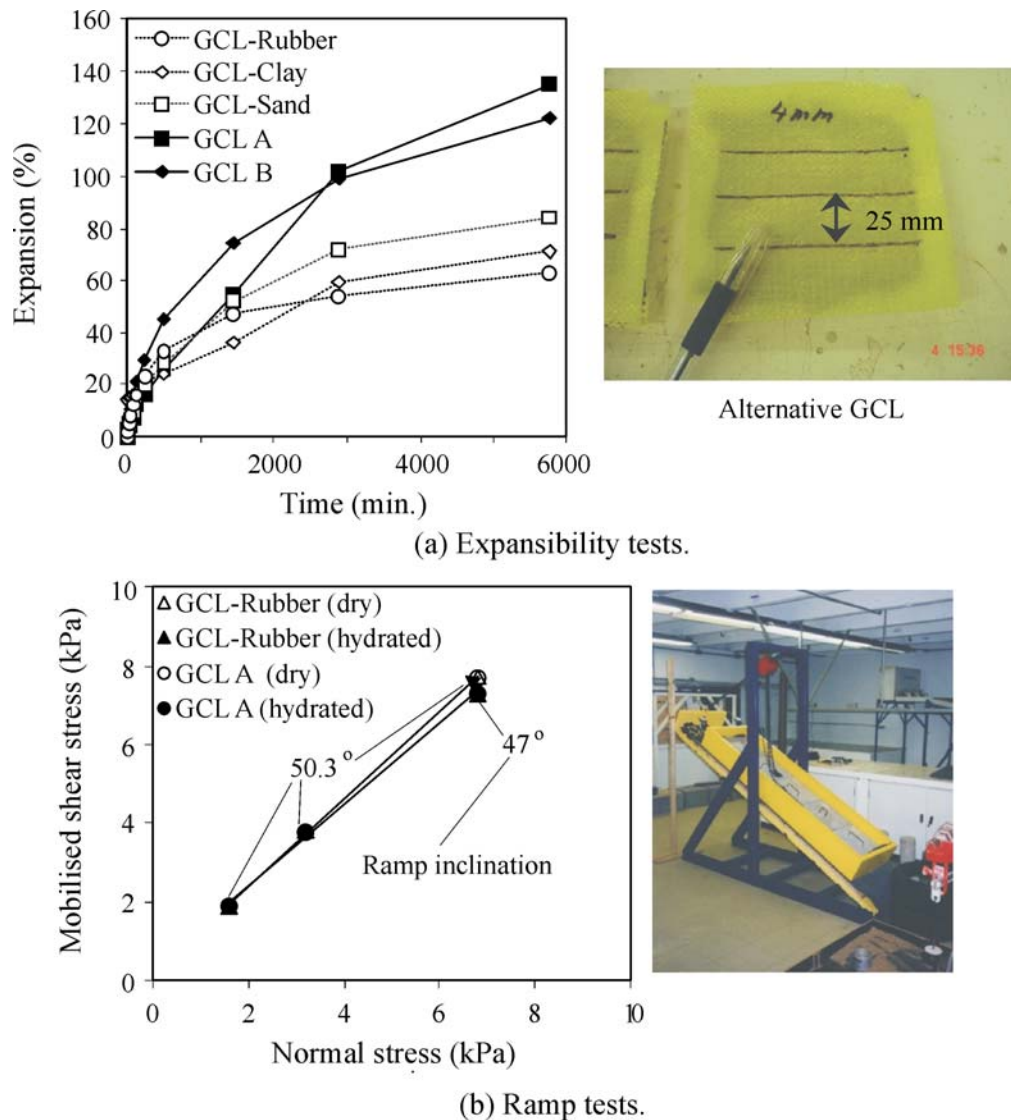 160
140
120
100
80
60
40
20
0
Expansion (%)
GCL-Rubber
GCL-Clay
GCL-Sand
GCL A
GCL B
0 2000 4000 6000
Time (min.)
4mm
25 mm
4 15:36
Alternative GCL
(a) Expansibility tests.
10
8
6
4
2
0
Mobilised shear stress (kPa)
GCL-Rubber (dry)
GCL-Rubber (hydrated)
GCL A (dry)
GCL A (hydrated)
50.3 °
47 °
Ramp inclination
0 2 4 6 8 10
Normal stress (kPa)
(b) Ramp tests.